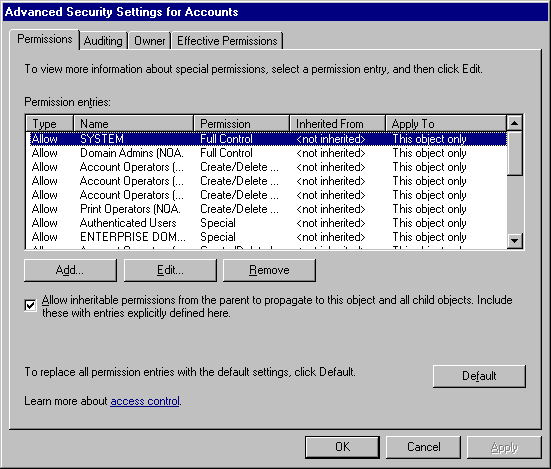 Advanced Security Settings for Accounts
Permissions Auditing Owner Effective Permissions
To view more information about special permissions, select a permission entry, and then click Edit.
Permission entries:
Type Name Permission Inherited From Apply To
Allow SYSTEM Full Control <not inherited> This object only
Allow Domain Admins (NOA. Full Control <not inherited> This object only
Allow Account Operators (... Create/Delete ... <not inherited> This object only
Allow Account Operators (... Create/Delete ... <not inherited> This object only
Allow Account Operators (... Create/Delete ... <not inherited> This object only
Allow Print Operators (NOA. Create/Delete ... <not inherited> This object only
Allow Authenticated Users Special <not inherited> This object only
Allow ENTERPRISE DOM... Special <not inherited> This object only
Add... Edit... Remove
Allow inheritable permissions from the parent to propagate to this object and all child objects. Include
these with entries explicitly defined here.
To replace all permission entries with the default settings, click Default.
Default
Learn more about access control.
OK Cancel Apply